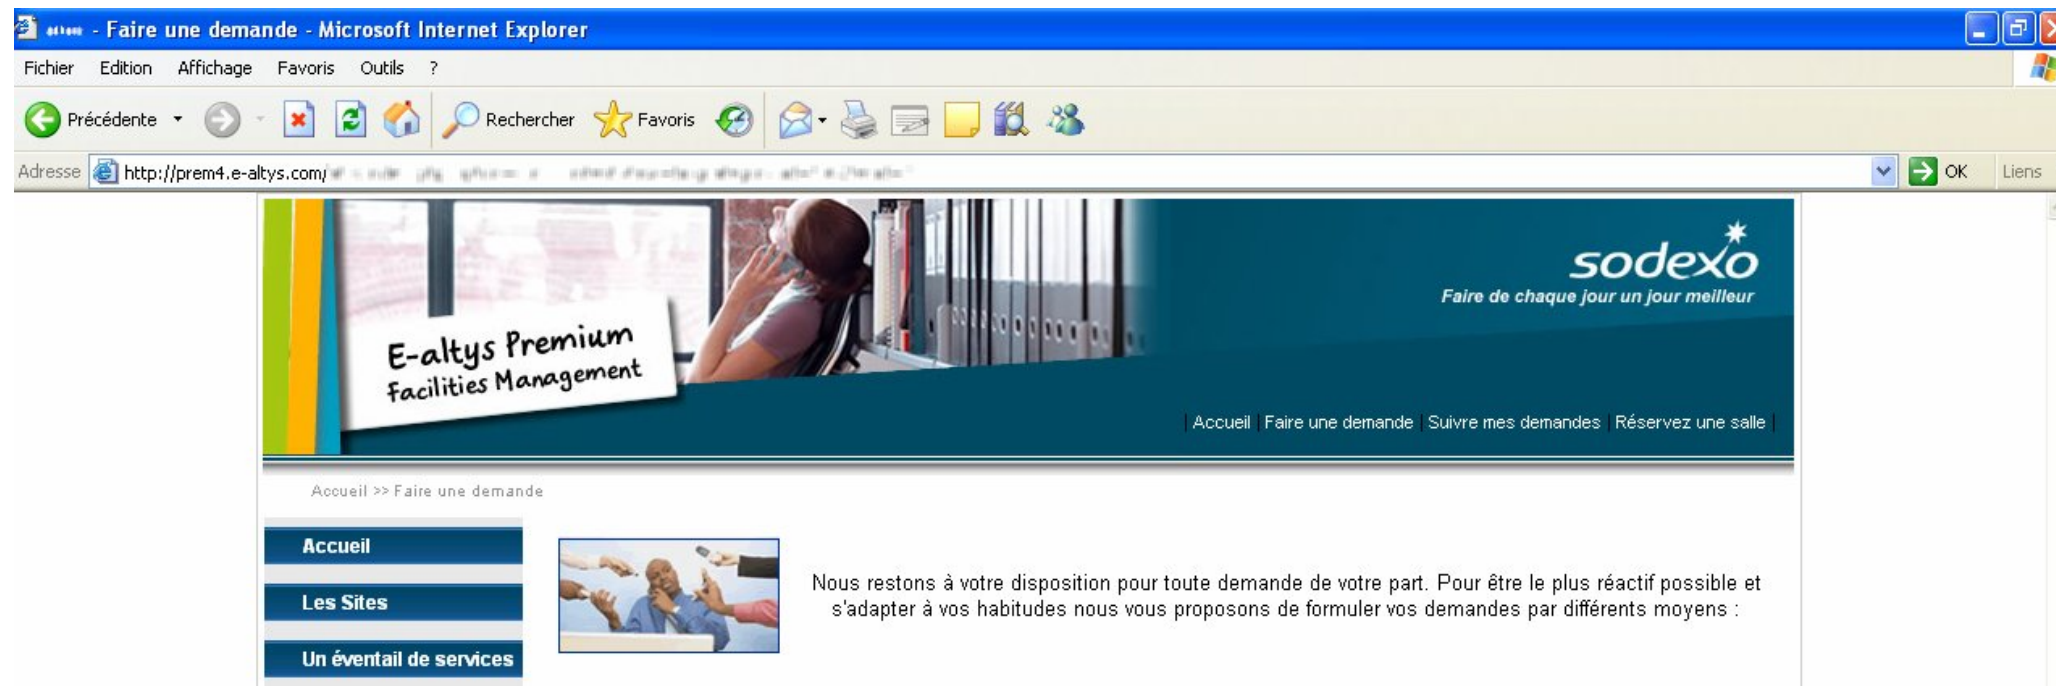 - Faire une demande - Microsoft Internet Explorer
Fichier Edition Affichage Favoris Outils ?
Précédente Rechercher Favoris
Adresse http://prem4.e-altys.com/ OK Liens
sodexo
Faire de chaque jour un jour meilleur
E-altys Premium
Facilities Management
| Accueil | Faire une demande | Suivre mes demandes | Réservez une salle |
Accueil >> Faire une demande
Accueil
Les Sites
Un éventail de services
Nous restons à votre disposition pour toute demande de votre part. Pour être le plus réactif possible et
s'adapter à vos habitudes nous vous proposons de formuler vos demandes par différents moyens :